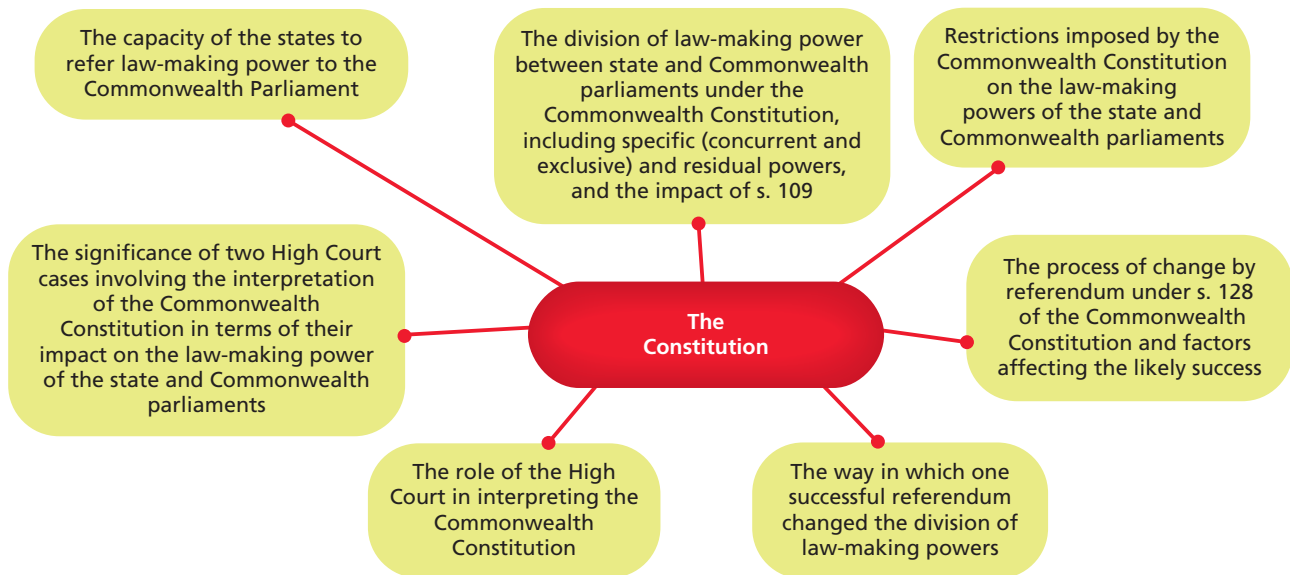 The capacity of the states to
refer law-making power to the
Commonwealth Parliament
The division of law-making power
between state and Commonwealth
parliaments under the
Commonwealth Constitution,
including specific (concurrent and
exclusive) and residual powers,
and the impact of s. 109
Restrictions imposed by the
Commonwealth Constitution
on the law-making
powers of the state and
Commonwealth parliaments
The significance of two High Court
cases involving the interpretation
of the Commonwealth
Constitution in terms of their
impact on the law-making power
of the state and Commonwealth
parliaments
The
Constitution
The process of change by
referendum under s. 128
of the Commonwealth
Constitution and factors
affecting the likely success
The role of the High
Court in interpreting the
Commonwealth
Constitution
The way in which one
successful referendum
changed the division of
law-making powers